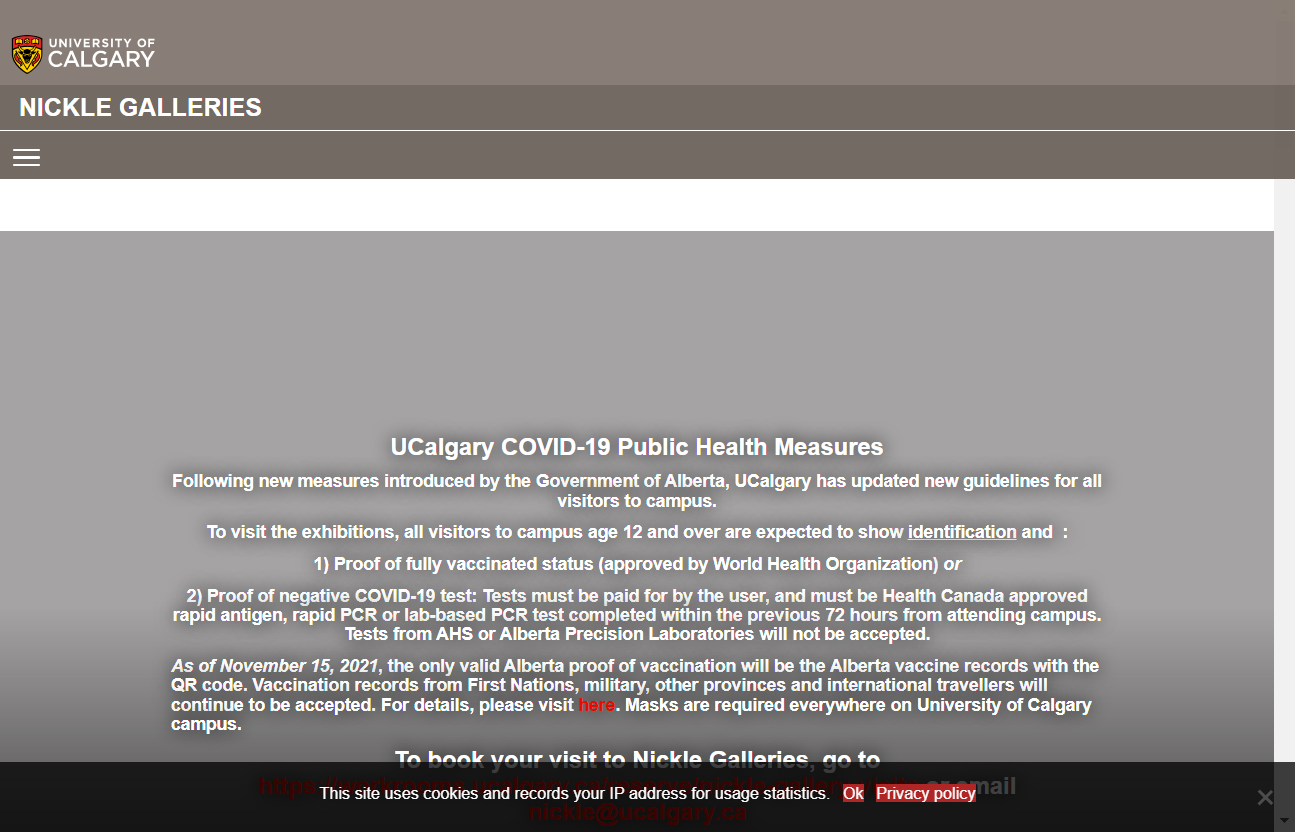 UNIVERSITY OF
CALGARY
NICKLE GALLERIES
UCalgary COVID-19 Public Health Measures
Following new measures introduced by the Government of Alberta, UCalgary has updated new guidelines for all
visitors to campus.
To visit the exhibitions, all visitors to campus age 12 and over are expected to show identification and :
1) Proof of fully vaccinated status (approved by World Health Organization) or
2) Proof of negative COVID-19 test: Tests must be paid for by the user, and must be Health Canada approved
rapid antigen, rapid PCR or lab-based PCR test completed within the previous 72 hours from attending campus.
Tests from AHS or Alberta Precision Laboratories will not be accepted.
As of November 15, 2021, the only valid Alberta proof of vaccination will be the Alberta vaccine records with the
QR code. Vaccination records from First Nations, military, other provinces and international travellers will
continue to be accepted. For details, please visit here. Masks are required everywhere on University of Calgary
campus.
To book your visit to Nickle Galleries, go to
or email
This site uses cookies and records your IP address for usage statistics. Ok Privacy policy
nickle@ucalgary.ca